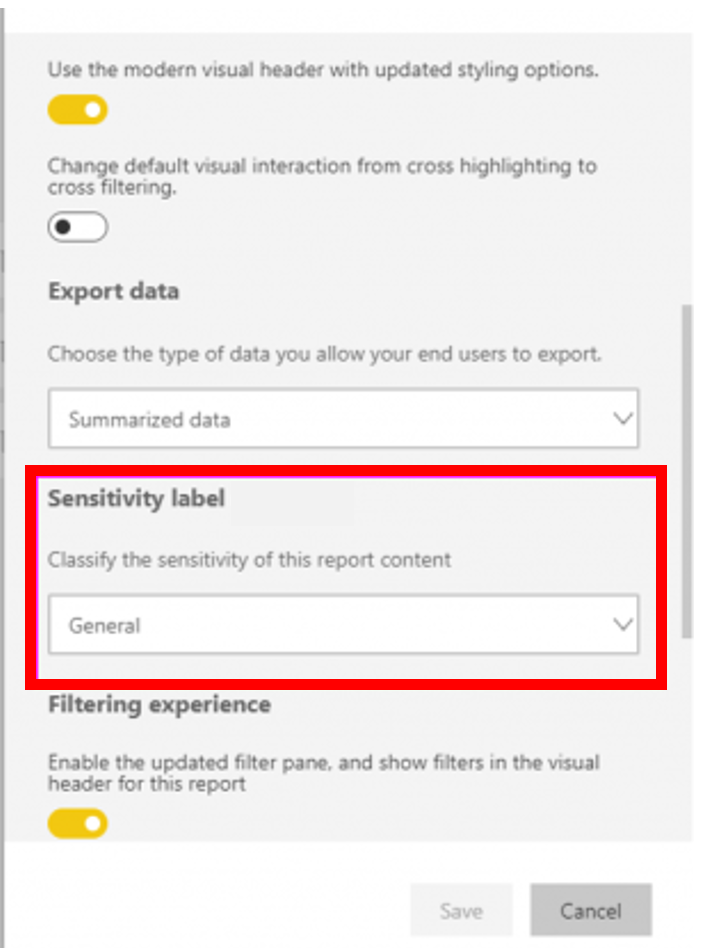 Use the modern visual header with updated styling options.
Change default visual interaction from cross highlighting to
cross filtering.
Export data
Choose the type of data you allow your end users to export.
Summarized data
Sensitivity label
Classify the sensitivity of this report content
General
Filtering experience
Enable the updated filter pane, and show filters in the visual
header for this report
Save
Cancel